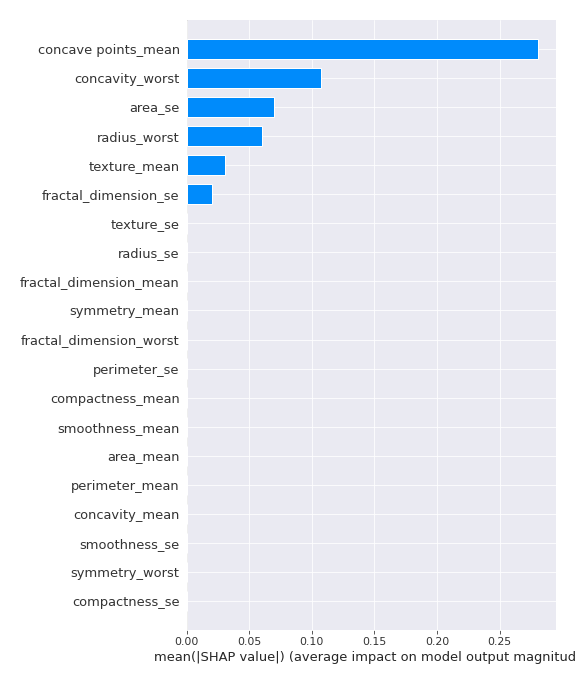 concave points_mean
concavity_worst
area_se
radius_worst
texture_mean
fractal_dimension_se
texture_se
radius_se
fractal_dimension_mean
symmetry_mean
fractal_dimension_worst
perimeter_se
compactness_mean
smoothness_mean
area_mean
perimeter_mean
concavity_mean
smoothness_se
symmetry_worst
compactness_se
0.00 0.05 0.10 0.15 0.20 0.25
mean(|SHAP value|) (average impact on model output magnitud